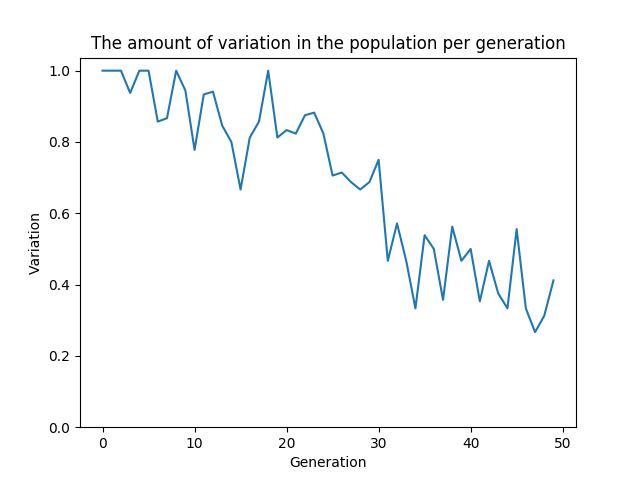 The amount of variation in the population per generation
1.0
0.8
0.6
0.4
0.2
0.0
Variation
0 10 20 30 40 50
Generation